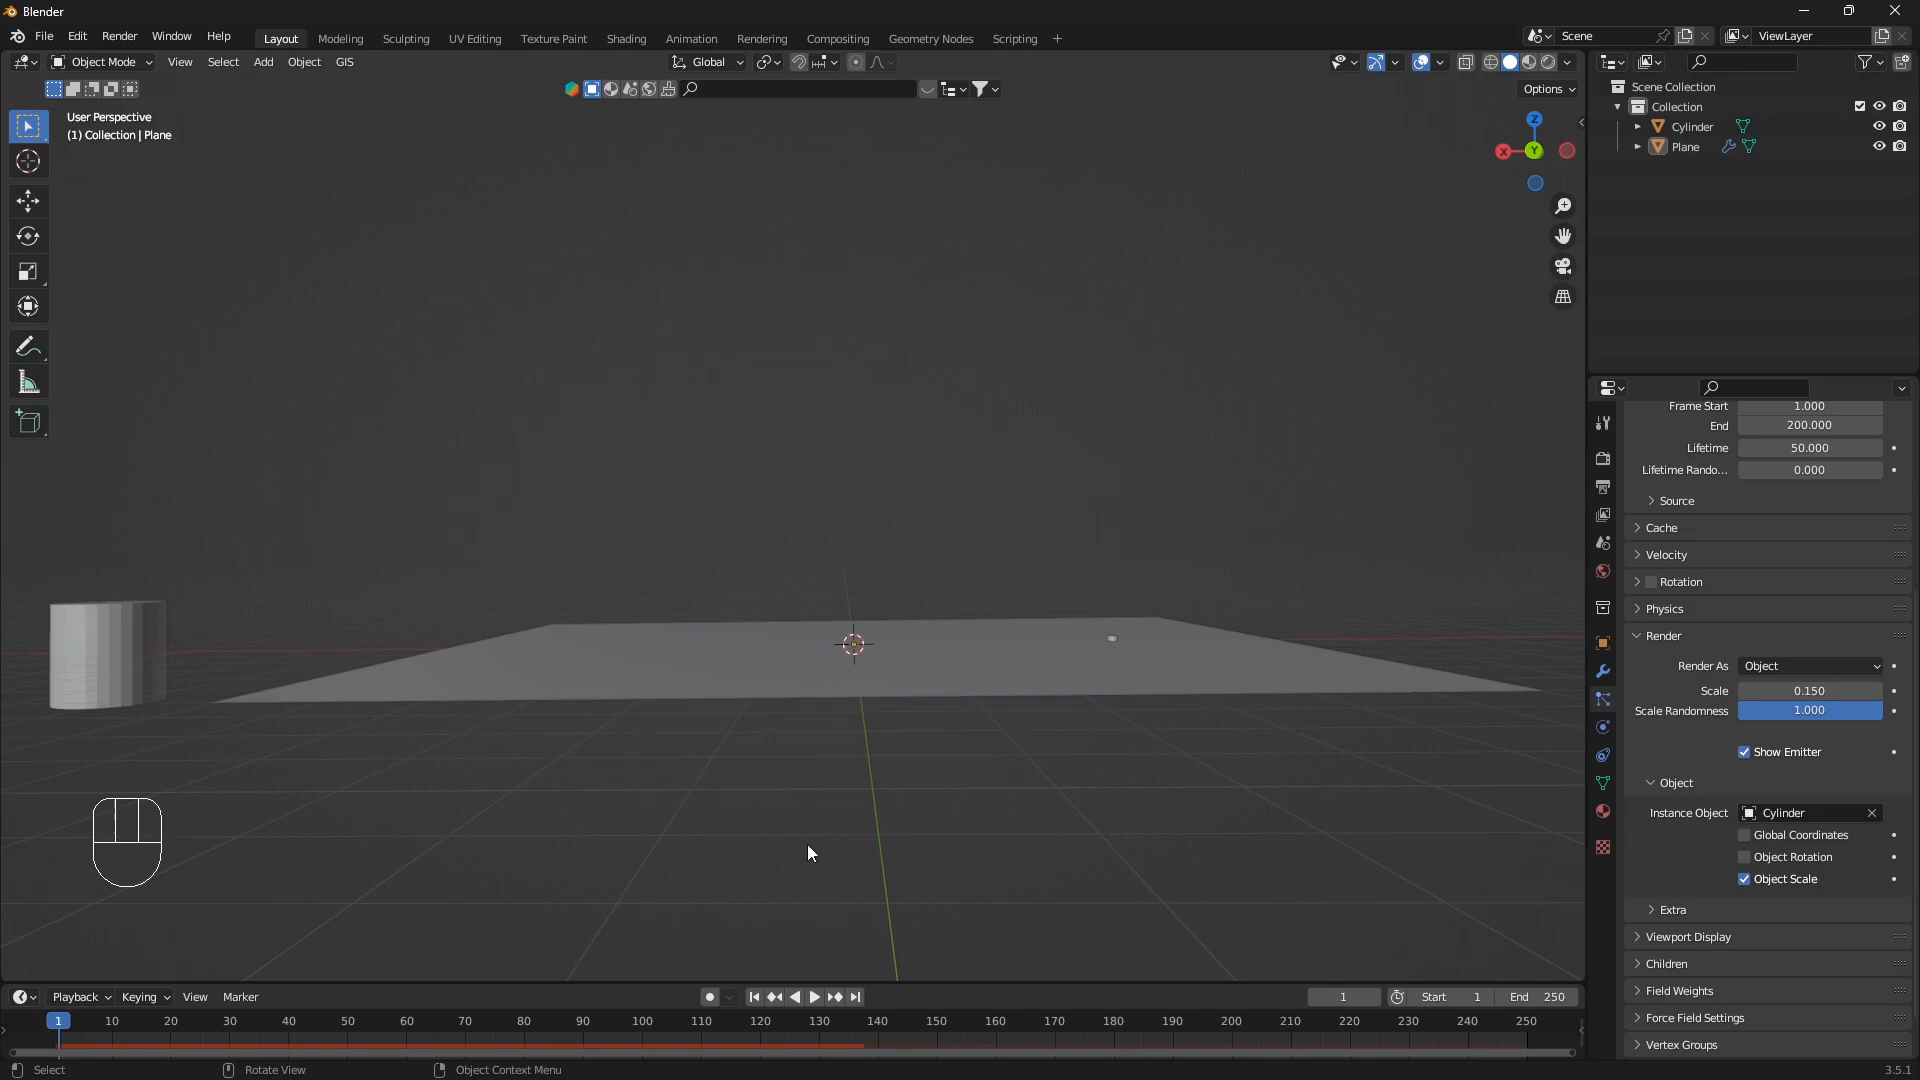 Blender
File Edit Render Window Help
Layout Modeling Sculpting UV Editing Texture Paint Shading Animation Rendering Compositing Geometry Nodes Scripting +
Scene
ViewLayer
Object Mode View Select Add Object GIS
Global
Options
User Perspective
(1) Collection | Plane
Z
X
Y
Scene Collection
Collection
Cylinder
Plane
Frame Start 1.000
End 200.000
Lifetime 50.000
Lifetime Rando... 0.000
Source
Cache
Velocity
Rotation
Physics
Render
Render As Object
Scale 0.150
Scale Randomness 1.000
Show Emitter
Object
Instance Object Cylinder
Global Coordinates
Object Rotation
Object Scale
Extra
Viewport Display
Children
Field Weights
Force Field Settings
Vertex Groups
Playback Keying View Marker
1 Start 1 End 250
1 10 20 30 40 50 60 70 80 90 100 110 120 130 140 150 160 170 180 190 200 210 220 230 240 250
Select Rotate View Object Context Menu
3.5.1